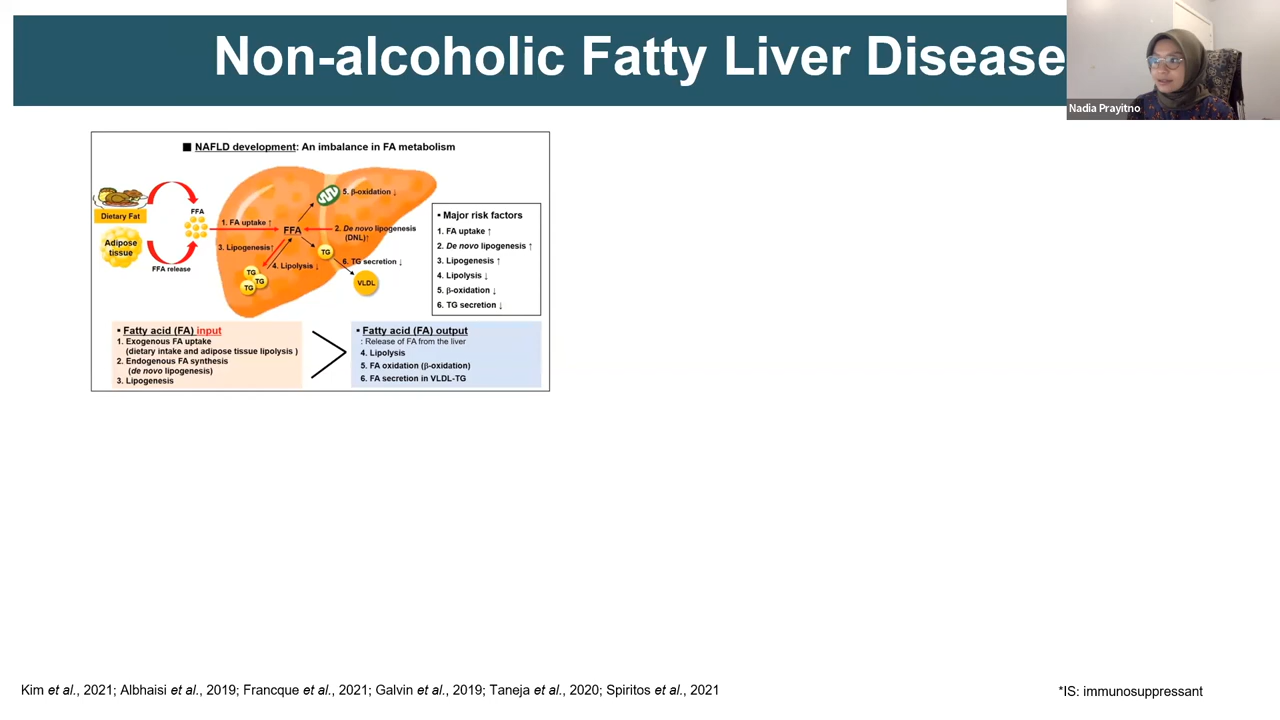 Non-alcoholic Fatty Liver Disease
Nadia Prayitno
■ NAFLD development: An imbalance in FA metabolism
Dietary Fat
Adipose
tissue
FFA
FFA release
1. FA uptake ↑
FFA
5. β-oxidation ↓
2. De novo lipogenesis
(DNL)↑
3. Lipogenesis↑
4. Lipolysis ↓
TG
6. TG secretion ↓
VLDL
TG
TG
TG
▪ Major risk factors
1. FA uptake ↑
2. De novo lipogenesis ↑
3. Lipogenesis ↑
4. Lipolysis ↓
5. β-oxidation ↓
6. TG secretion ↓
▪ Fatty acid (FA) input
1. Exogenous FA uptake
(dietary intake and adipose tissue lipolysis )
2. Endogenous FA synthesis
(de novo lipogenesis)
3. Lipogenesis
▪ Fatty acid (FA) output
: Release of FA from the liver
4. Lipolysis
5. FA oxidation (β-oxidation)
6. FA secretion in VLDL-TG
Kim et al., 2021; Albhaisi et al., 2019; Francque et al., 2021; Galvin et al., 2019; Taneja et al., 2020; Spiritos et al., 2021
*IS: immunosuppressant